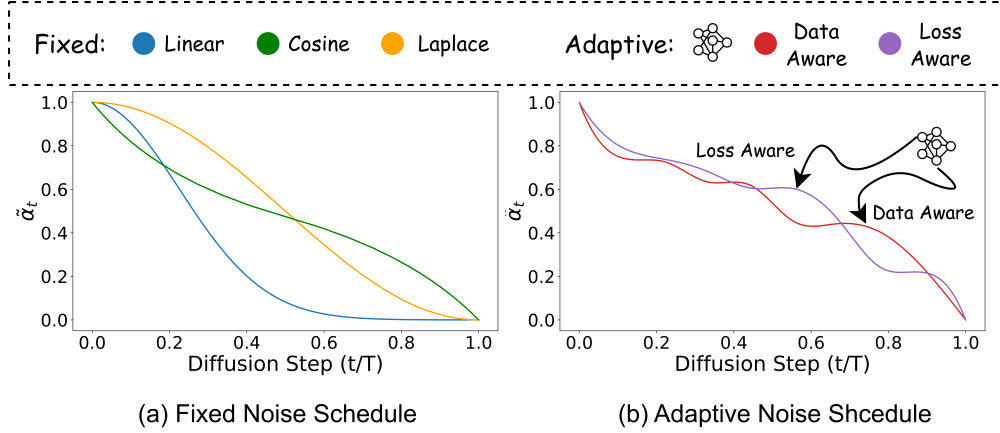 Fixed: Linear Cosine Laplace Adaptive: Data Aware Loss Aware
1.0
0.8
0.6
0.4
0.2
0.0
α̃t
0.0 0.2 0.4 0.6 0.8 1.0
Diffusion Step (t/T)
(a) Fixed Noise Schedule
1.0
0.8
0.6
0.4
0.2
0.0
α̃t
Loss Aware
Data Aware
0.0 0.2 0.4 0.6 0.8 1.0
Diffusion Step (t/T)
(b) Adaptive Noise Shcedule